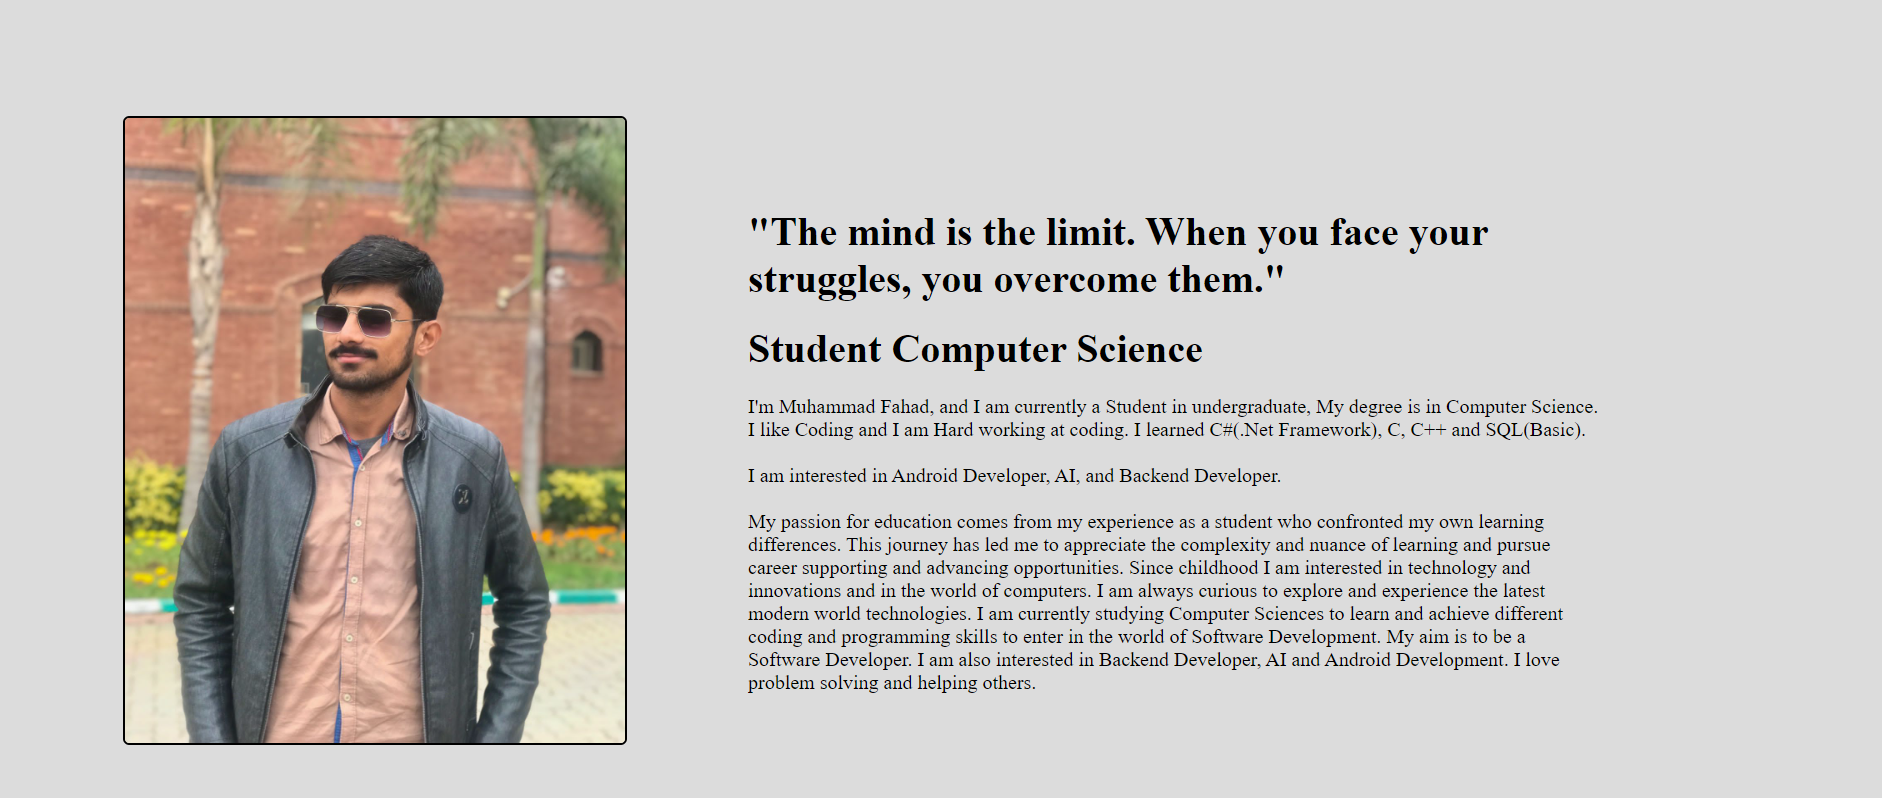 "The mind is the limit. When you face your
struggles, you overcome them."
Student Computer Science
I'm Muhammad Fahad, and I am currently a Student in undergraduate, My degree is in Computer Science.
I like Coding and I am Hard working at coding. I learned C#(.Net Framework), C, C++ and SQL(Basic).
I am interested in Android Developer, AI, and Backend Developer.
My passion for education comes from my experience as a student who confronted my own learning
differences. This journey has led me to appreciate the complexity and nuance of learning and pursue
career supporting and advancing opportunities. Since childhood I am interested in technology and
innovations and in the world of computers. I am always curious to explore and experience the latest
modern world technologies. I am currently studying Computer Sciences to learn and achieve different
coding and programming skills to enter in the world of Software Development. My aim is to be a
Software Developer. I am also interested in Backend Developer, AI and Android Development. I love
problem solving and helping others.